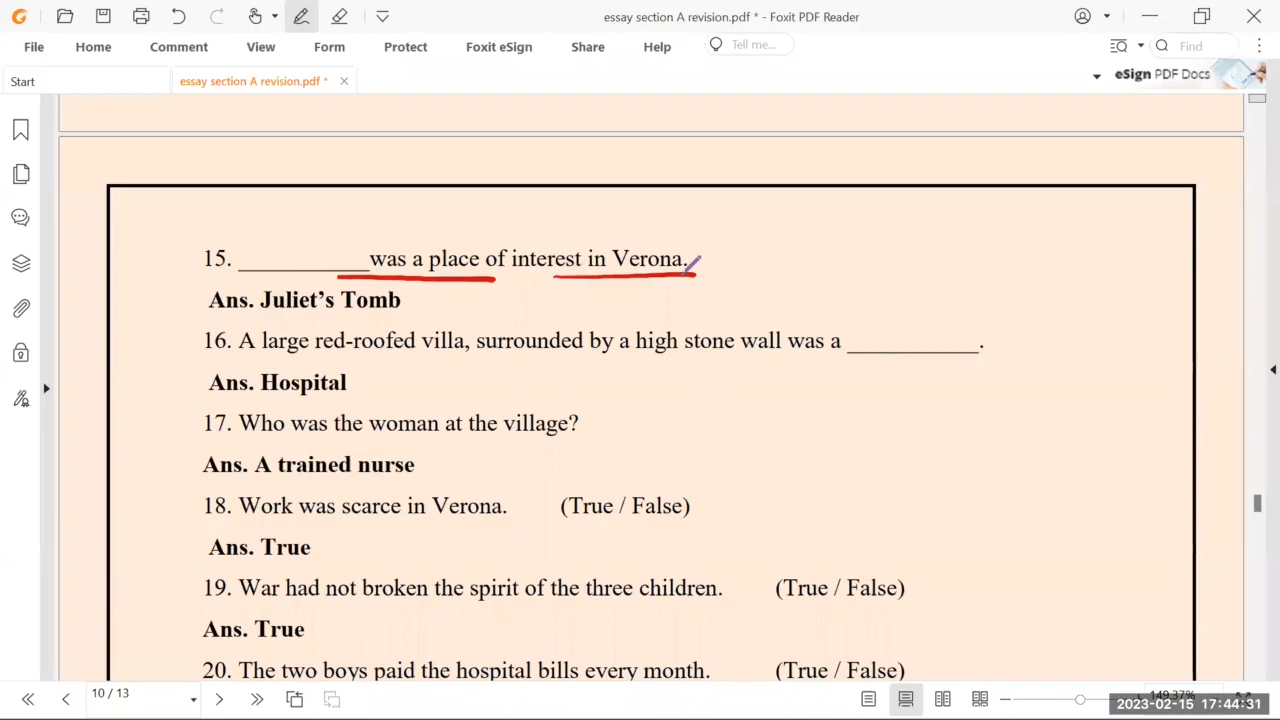 essay section A revision.pdf * - Foxit PDF Reader
File Home Comment View Form Protect Foxit eSign Share Help Tell me... Find
Start essay section A revision.pdf * eSign PDF Docs
15. ___________was a place of interest in Verona.
Ans. Juliet's Tomb
16. A large red-roofed villa, surrounded by a high stone wall was a ___________.
Ans. Hospital
17. Who was the woman at the village?
Ans. A trained nurse
18. Work was scarce in Verona. (True / False)
Ans. True
19. War had not broken the spirit of the three children. (True / False)
Ans. True
20. The two boys paid the hospital bills every month. (True / False)
10 / 13 149.37%
2023-02-15 17:44:31